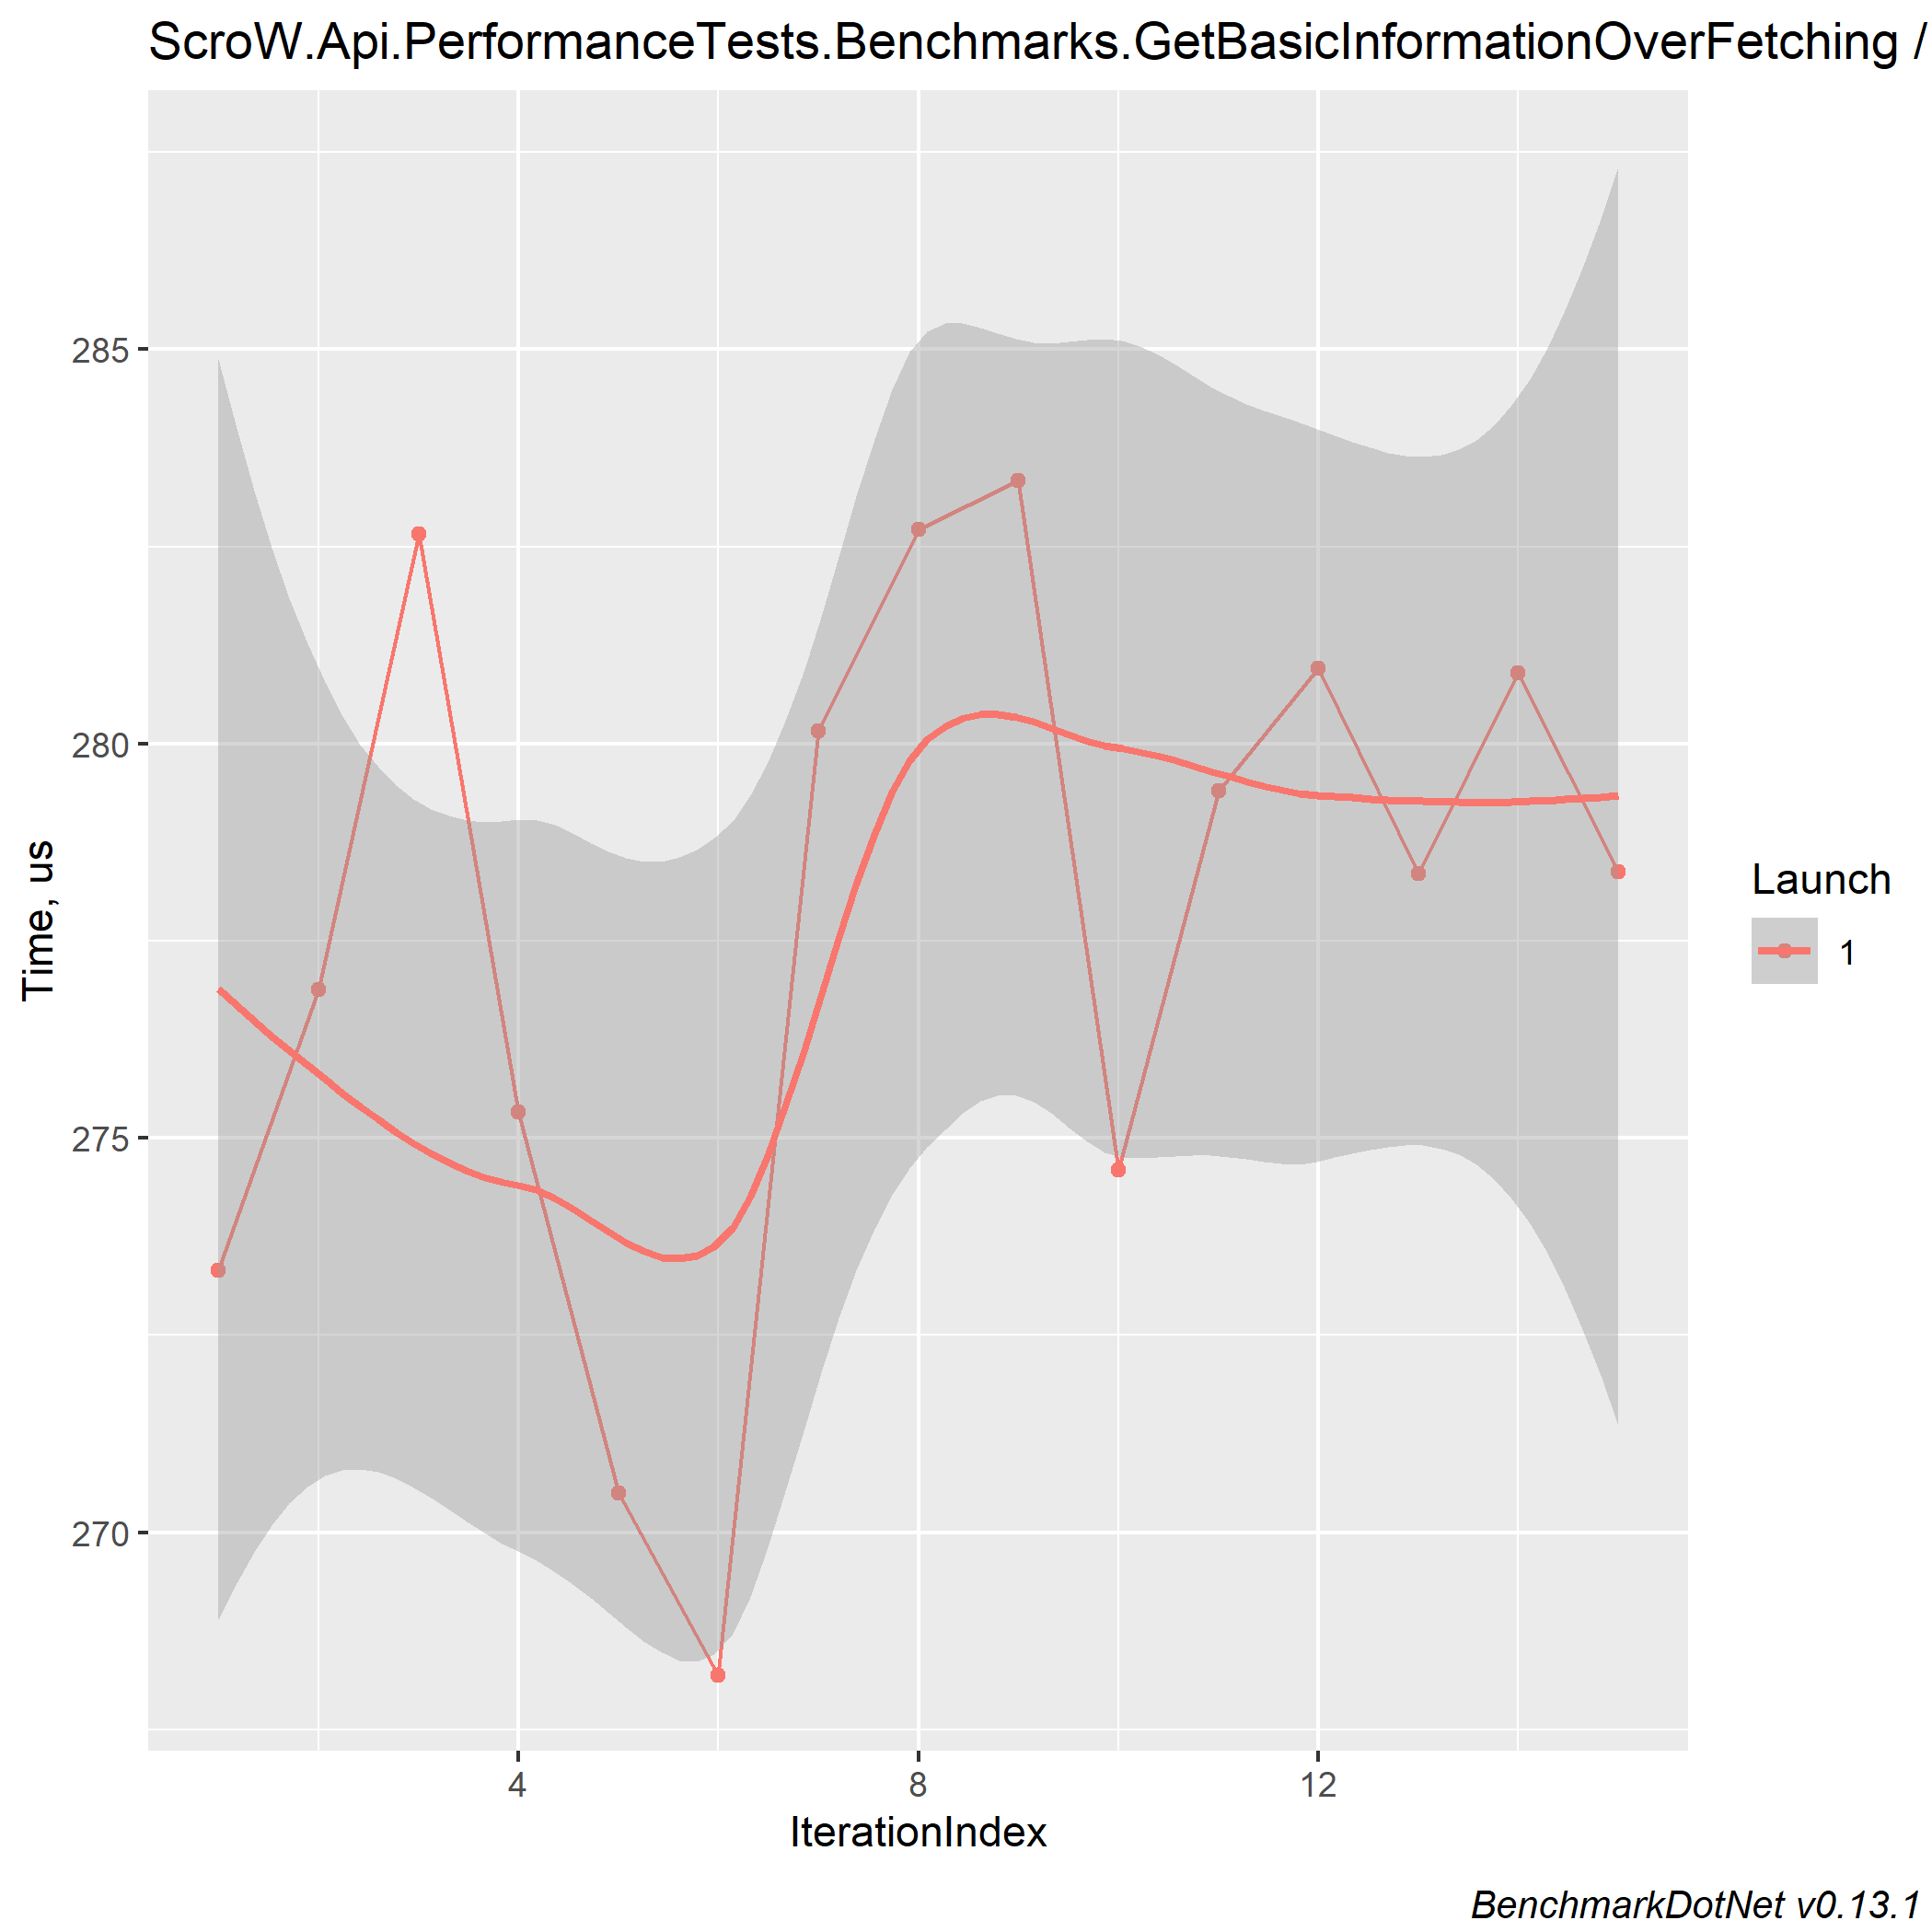 ScroW.Api.PerformanceTests.Benchmarks.GetBasicInformationOverFetching /
285
280
275
270
Time, us
4 8 12
IterationIndex
Launch
1
BenchmarkDotNet v0.13.1